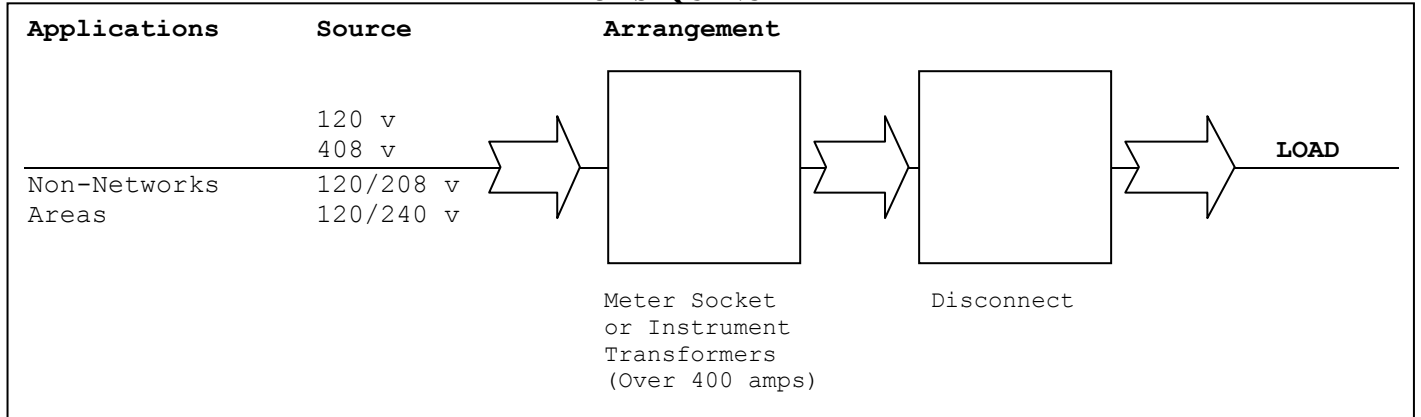 Applications Source Arrangement
120 v
408 v
LOAD
Non-Networks 120/208 v
Areas 120/240 v
Meter Socket Disconnect
or Instrument
Transformers
(Over 400 amps)